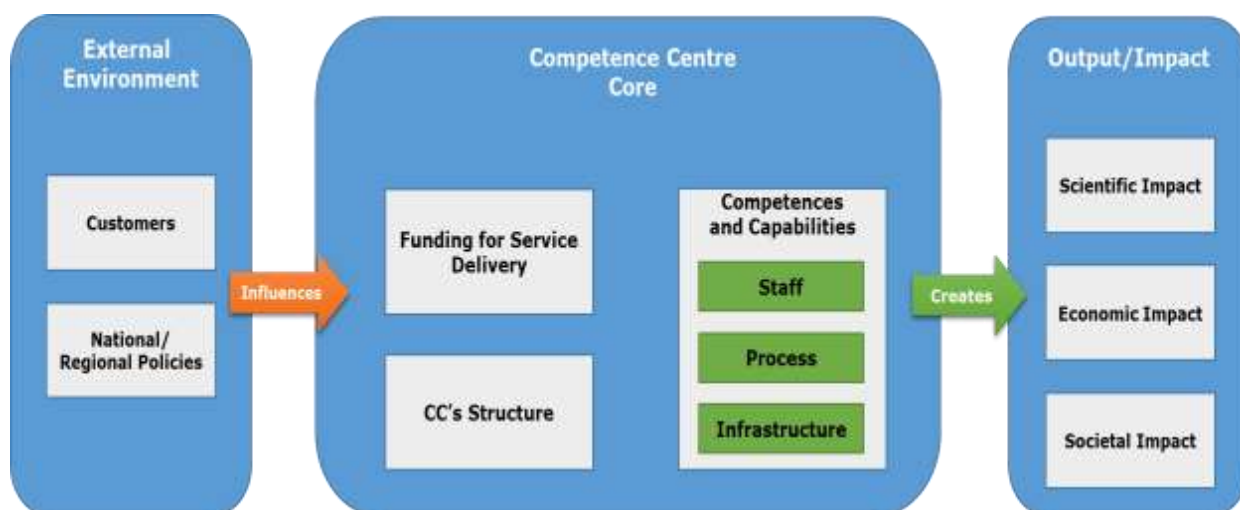 External
Environment
Customers
National/
Regional Policies
Influences
Competence Centre
Core
Funding for Service
Delivery
CC's Structure
Competences
and Capabilities
Staff
Process
Infrastructure
Creates
Output/Impact
Scientific Impact
Economic Impact
Societal Impact